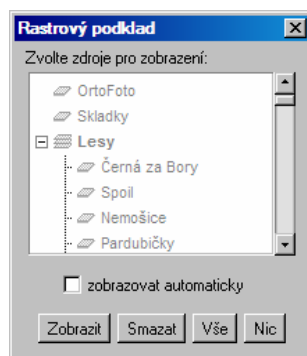 Rastrový podklad
Zvolte zdroje pro zobrazení:
OrtoFoto
Skladky
Lesy
Černá za Bory
Spoil
Nemošice
Pardubičky
zobrazovat automaticky
Zobrazit Smazat Vše Nic